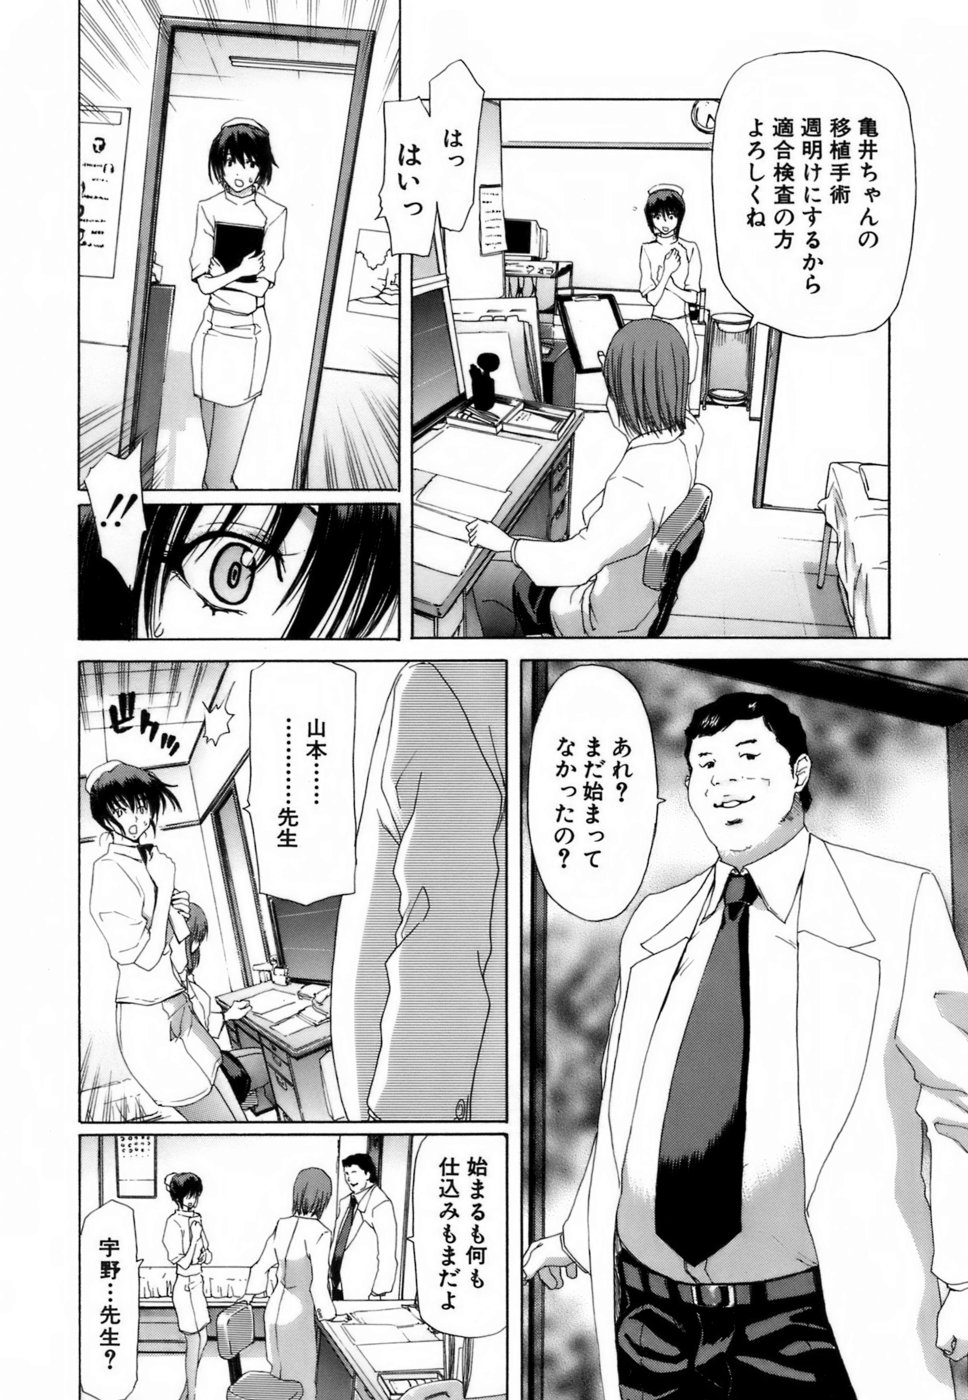 亀井ちゃんの
移植手術
週明けにするから
適合検査の方
よろしくね
はっ
はいっ
!!
あれ?
まだ始まって
なかったの?
山本……
…………先生
ビクッ
始まるも何も
仕込みもまだよ
宇野…先生?